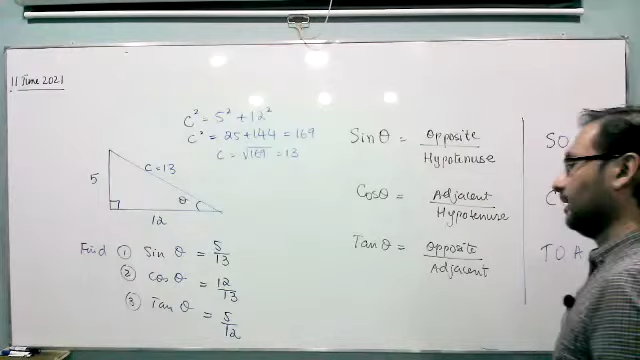 11 June 2021
C² = 5² + 12²
C² = 25 + 144 = 169
C = √169 = 13
5
C = 13
θ
12
Find ① Sin θ = 5/13
② Cos θ = 12/13
③ Tan θ = 5/12
Sin θ = Opposite/Hypotenuse
Cos θ = Adjacent/Hypotenuse
Tan θ = Opposite/Adjacent
SO
C
TOA